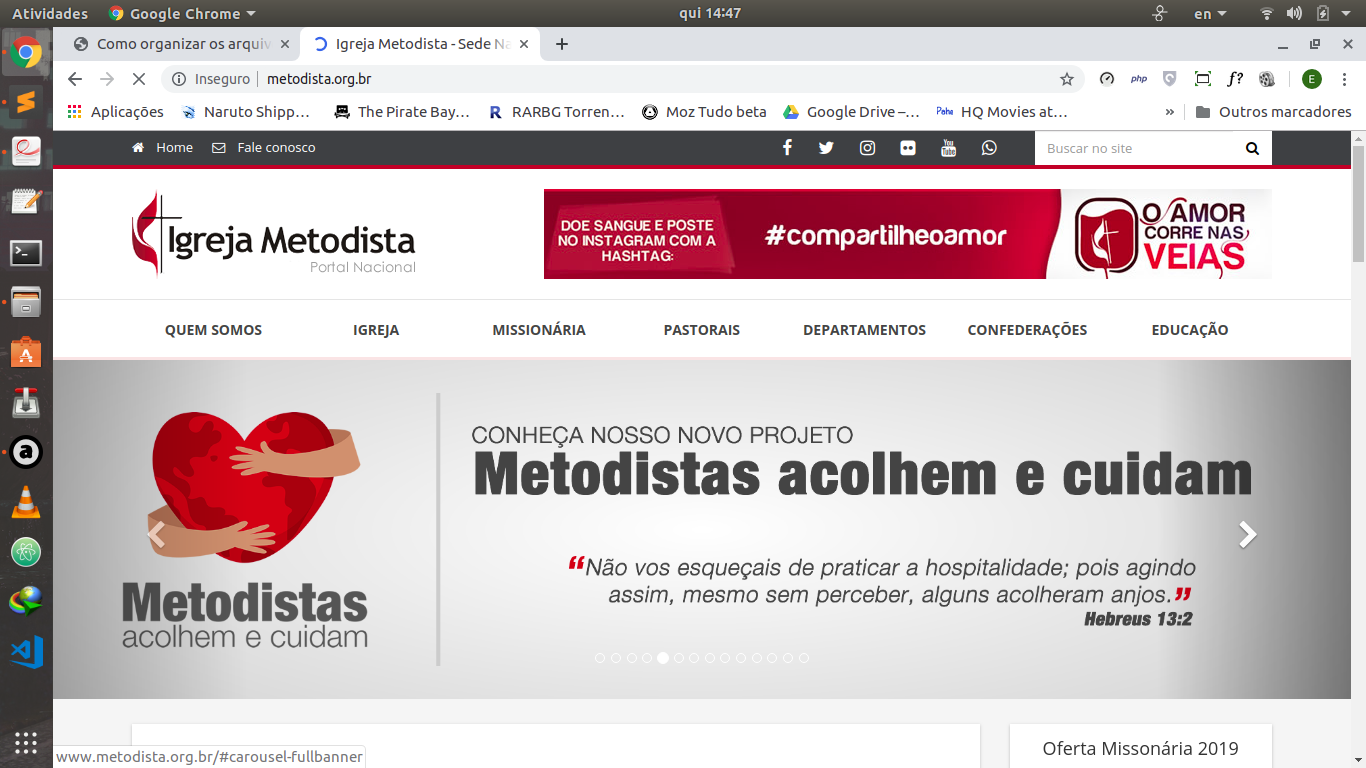 Atividades
Google Chrome
qui 14:47
en
Como organizar os arquiv
Igreja Metodista - Sede Na
Inseguro
metodista.org.br
php
f?
E
Aplicações
Naruto Shipp…
The Pirate Bay…
RARBG Torren…
Moz Tudo beta
Google Drive –…
Pahe
HQ Movies at…
»
Outros marcadores
Home
Fale conosco
You Tube
Buscar no site
Igreja Metodista
Portal Nacional
DOE SANGUE E POSTE
NO INSTAGRAM COM A
HASHTAG:
#compartilheoamor
O AMOR
CORRE NAS
VEIAS
QUEM SOMOS
IGREJA
MISSIONÁRIA
PASTORAIS
DEPARTAMENTOS
CONFEDERAÇÕES
EDUCAÇÃO
Metodistas
acolhem e cuidam
CONHEÇA NOSSO NOVO PROJETO
Metodistas acolhem e cuidam
“Não vos esqueçais de praticar a hospitalidade; pois agindo
assim, mesmo sem perceber, alguns acolheram anjos.”
Hebreus 13:2
Oferta Missonária 2019
www.metodista.org.br/#carousel-fullbanner